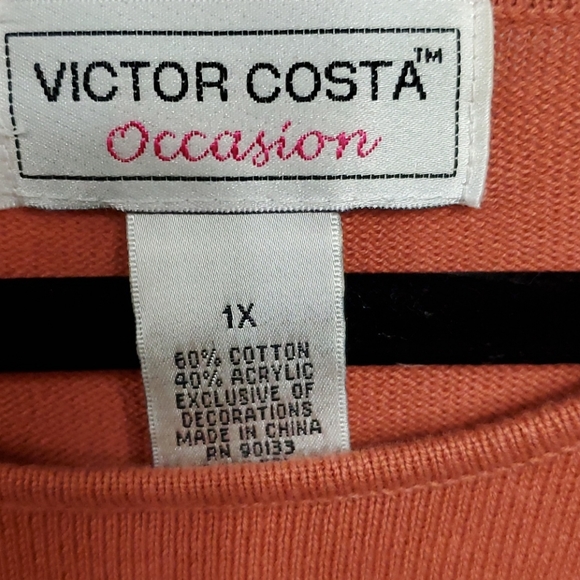 VICTOR COSTA™
Occasion
1X
60% COTTON
40% ACRYLIC
EXCLUSIVE OF
DECORATIONS
MADE IN CHINA
RN 90133